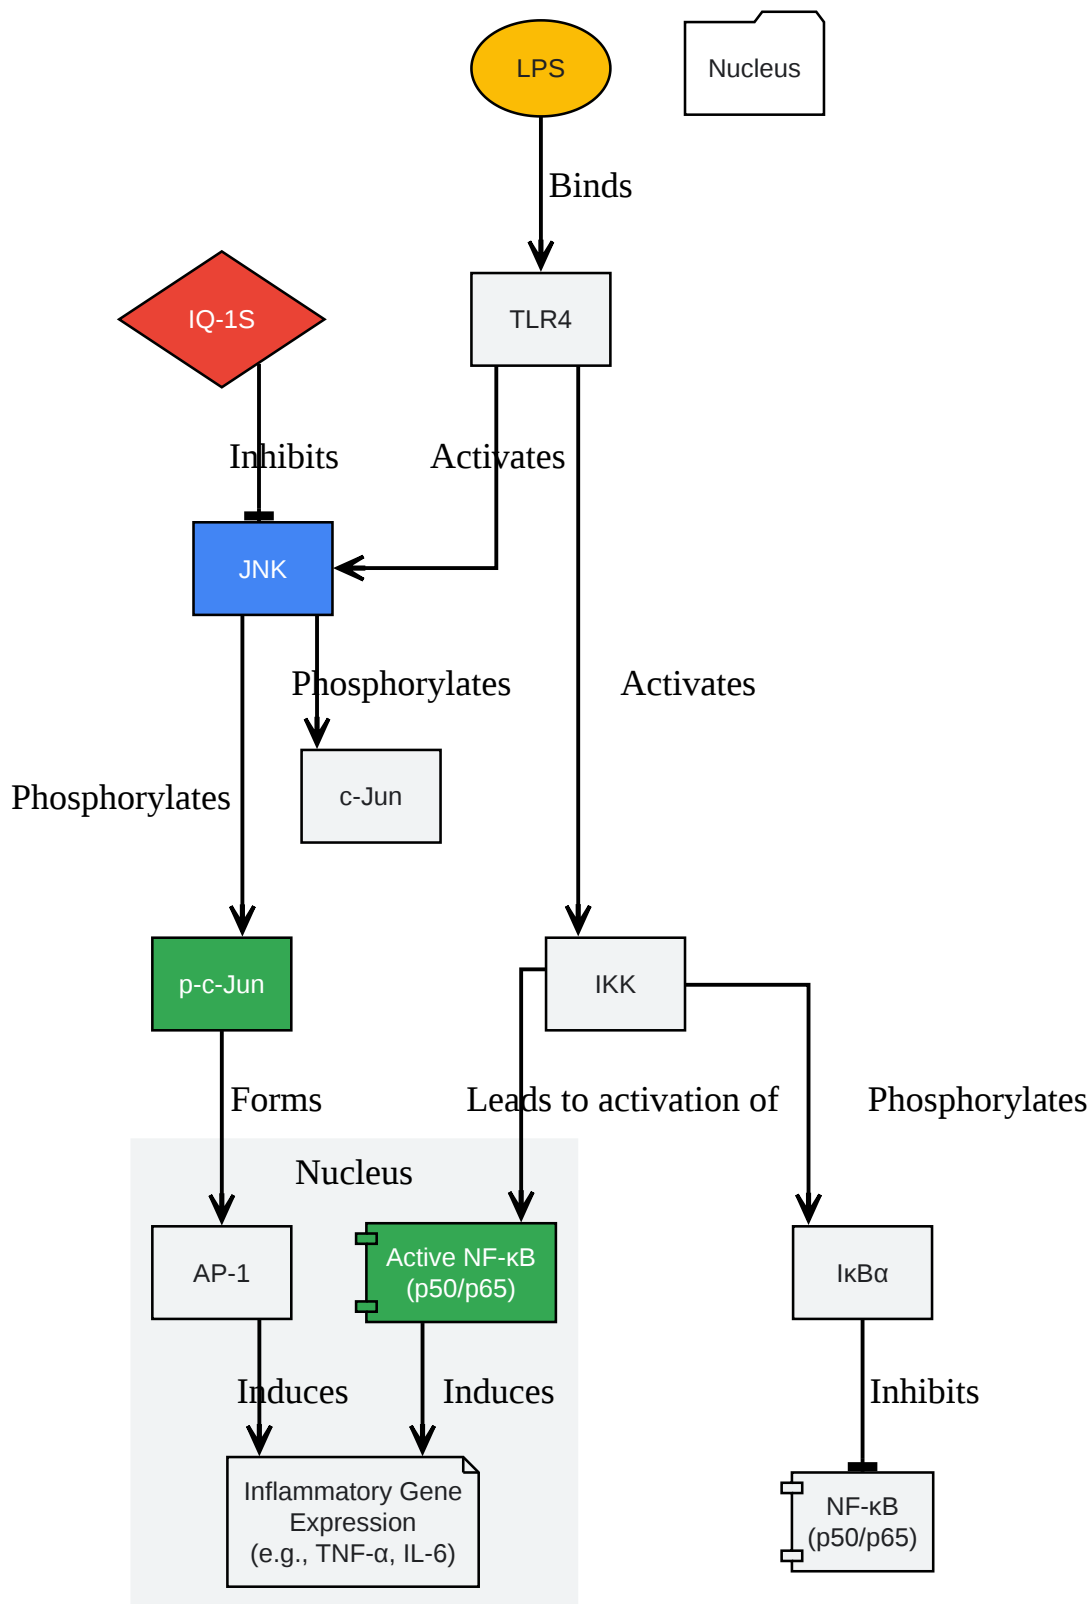 LPS
Nucleus
Binds
IQ-1S
TLR4
Inhibits
Activates
JNK
Phosphorylates
Activates
c-Jun
Phosphorylates
p-c-Jun
IKK
Forms
Leads to activation of
Phosphorylates
Nucleus
AP-1
Active NF-κB
(p50/p65)
IκBα
Induces
Induces
Inhibits
Inflammatory Gene
Expression
(e.g., TNF-α, IL-6)
NF-κB
(p50/p65)